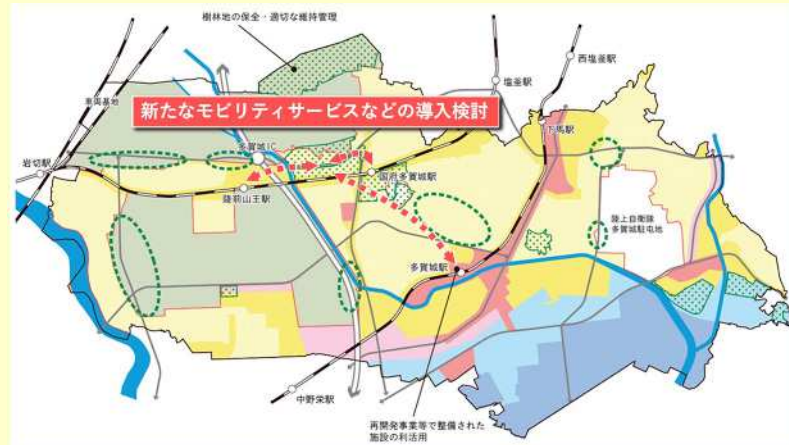 樹林地の保全・適切な維持管理
西塩釜駅
塩釜駅
車両基地
新たなモビリティサービスなどの導入検討
下馬駅
多賀城IC
岩切駅
国府多賀城駅
陸前山王駅
陸上自衛隊
多賀城駐屯地
多賀城駅
中野栄駅
再開発事業等で整備された
施設の利活用